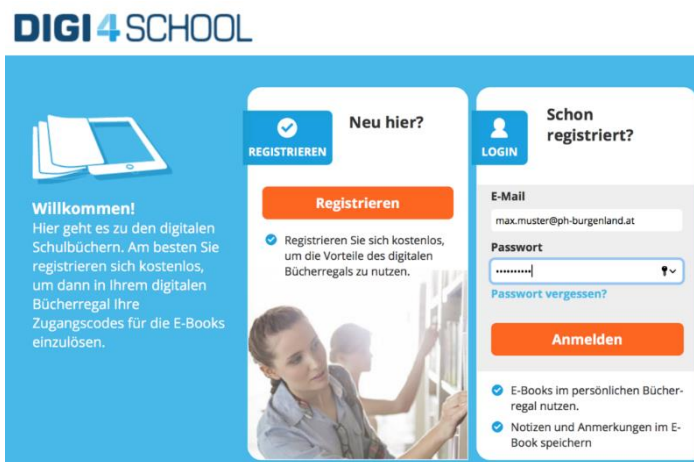 DIGI4SCHOOL
Willkommen!
Hier geht es zu den digitalen
Schulbüchern. Am besten Sie
registrieren sich kostenlos,
um dann in Ihrem digitalen
Bücherregal Ihre
Zugangscodes für die E-Books
einzulösen.
REGISTRIEREN
Neu hier?
Registrieren
Registrieren Sie sich kostenlos,
um die Vorteile des digitalen
Bücherregals zu nutzen.
LOGIN
Schon
registriert?
E-Mail
max.muster@ph-burgenland.at
Passwort
••••••••••
Passwort vergessen?
Anmelden
E-Books im persönlichen Bücher-
regal nutzen.
Notizen und Anmerkungen im E-
Book speichern